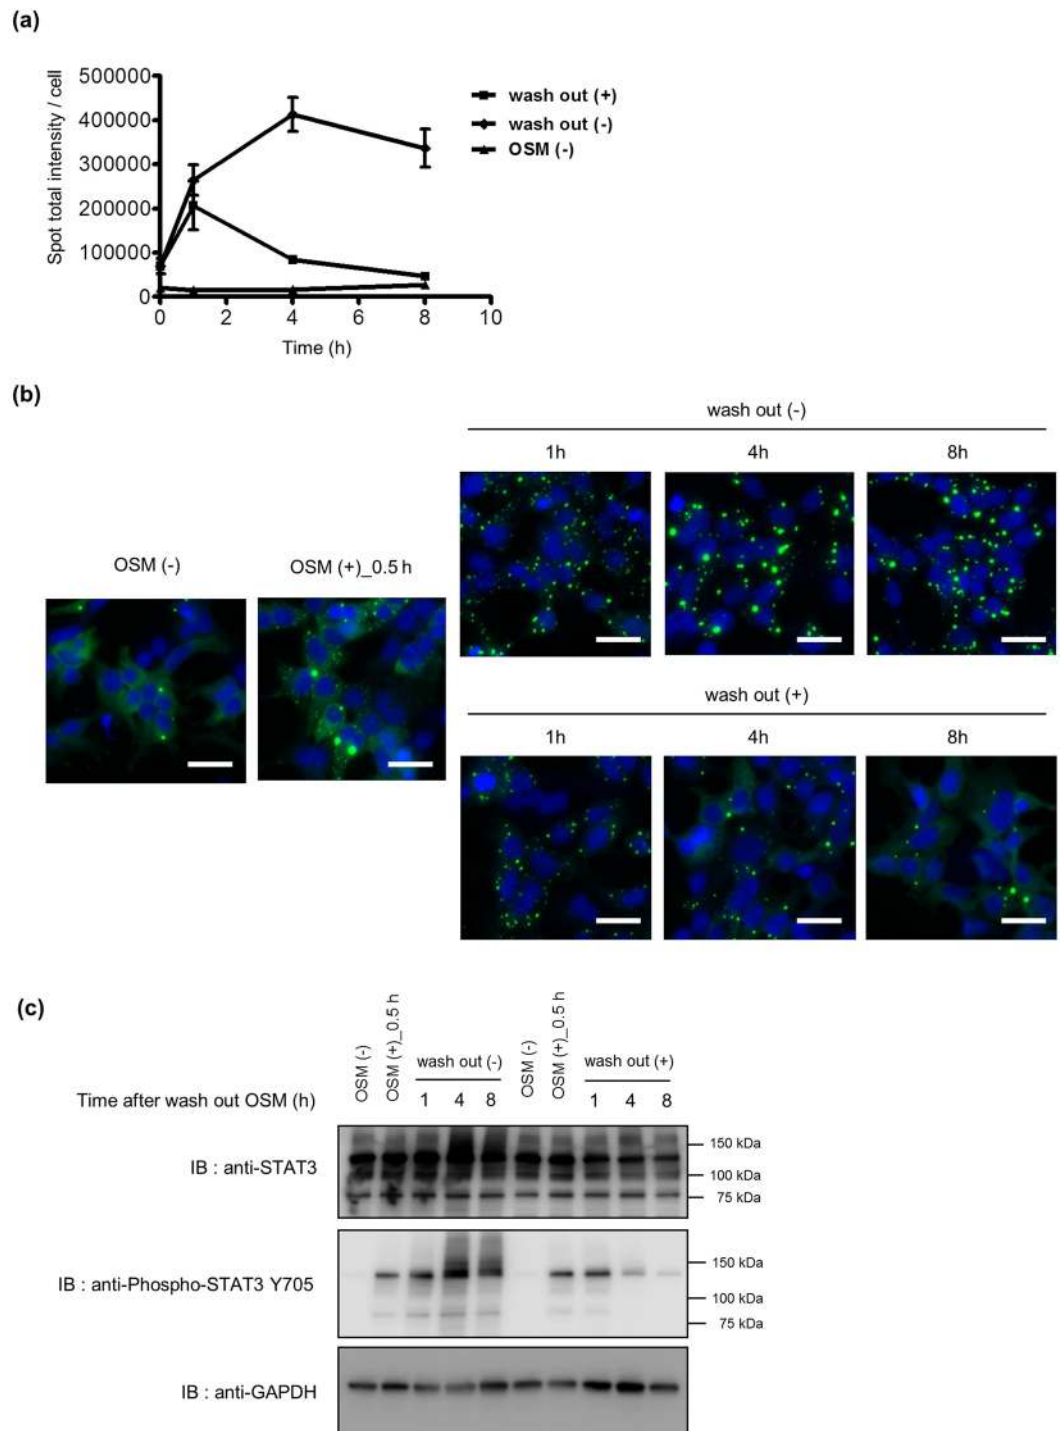 (a)
500000
400000
300000
200000
100000
0
Spot total intensity / cell
0 2 4 6 8 10
Time (h)
wash out (+)
wash out (-)
OSM (-)
(b)
wash out (-)
1h 4h 8h
OSM (-) OSM (+)_0.5 h
wash out (+)
1h 4h 8h
(c)
OSM (-) OSM (+)_0.5 h wash out (-) OSM (-) OSM (+)_0.5 h wash out (+)
Time after wash out OSM (h) 1 4 8 1 4 8
IB : anti-STAT3
150 kDa
100 kDa
75 kDa
IB : anti-Phospho-STAT3 Y705
150 kDa
100 kDa
75 kDa
IB : anti-GAPDH